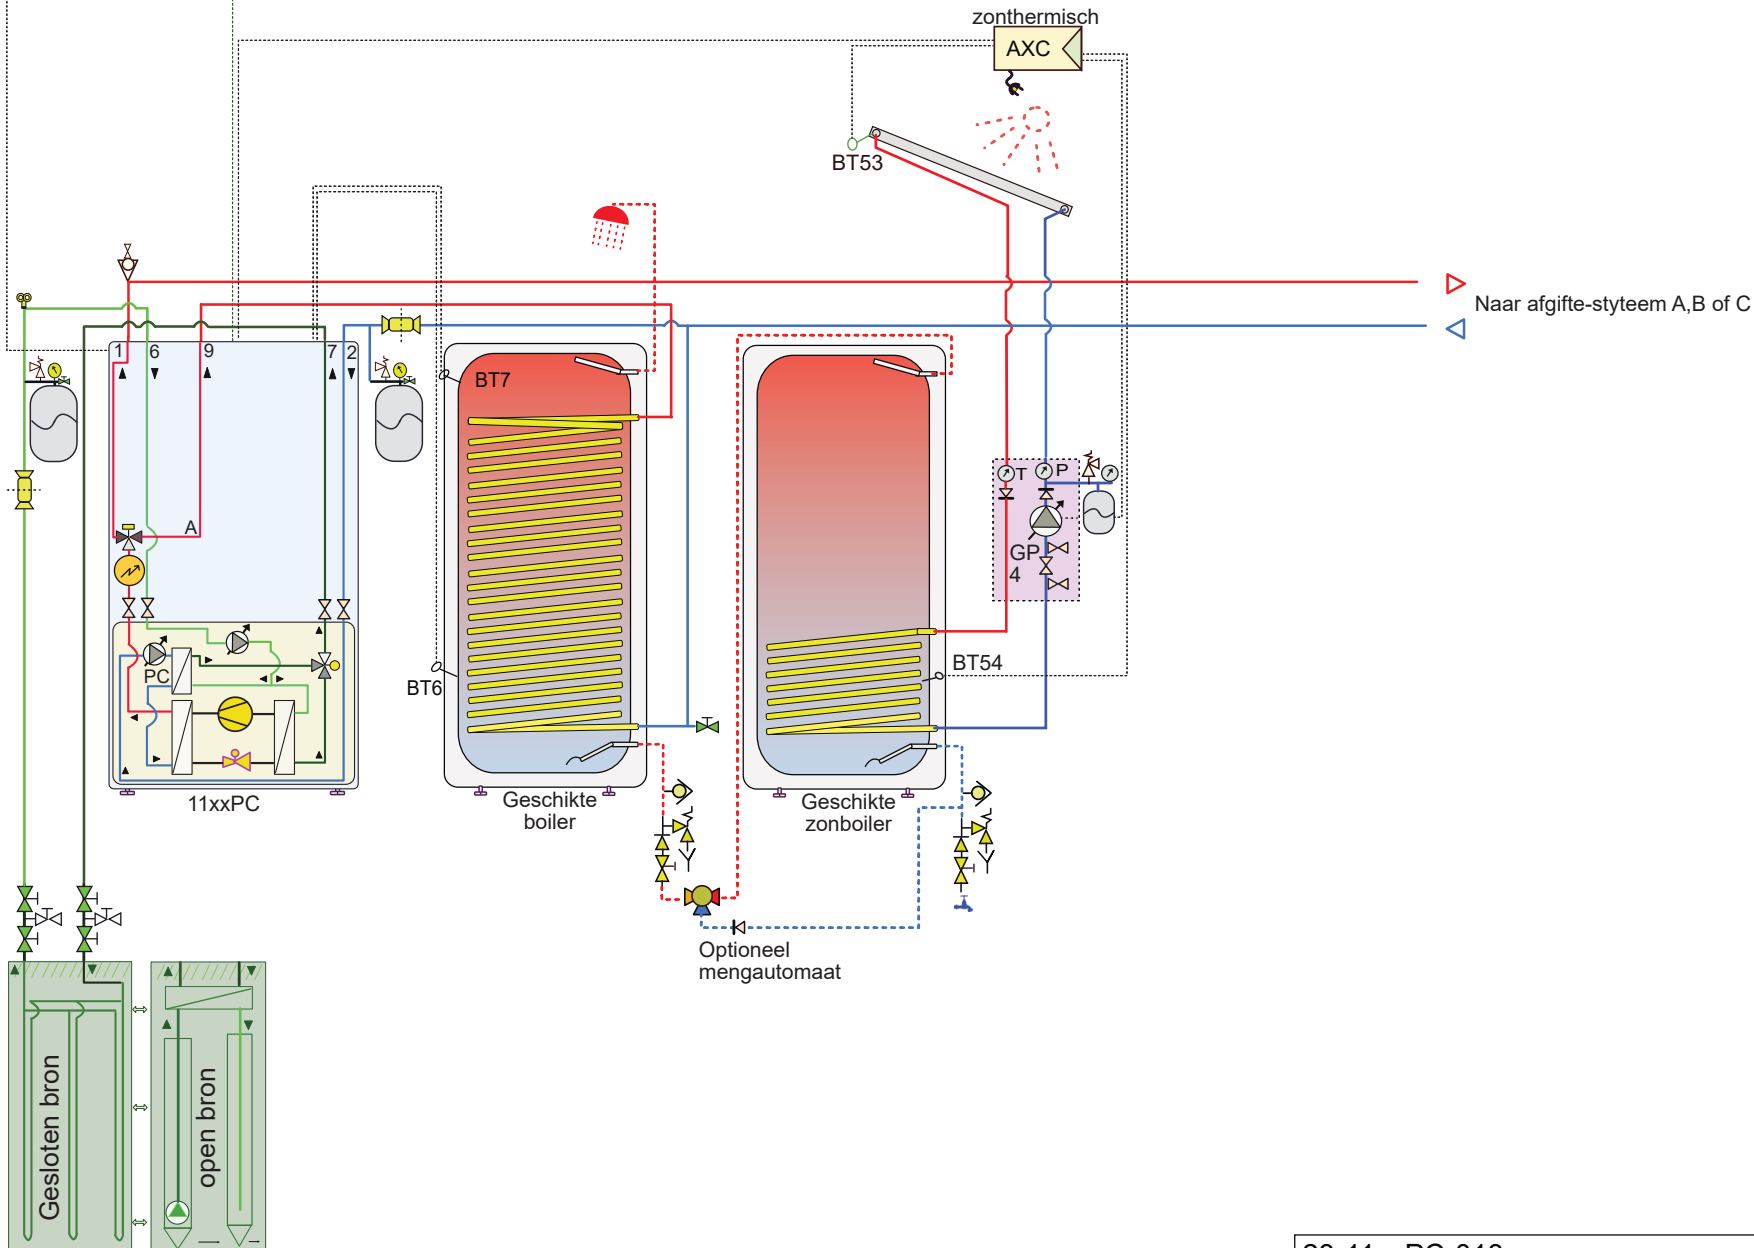 zonthermisch
AXC
BT53
Naar afgifte-styteem A,B of C
1 6 9 7 2
BT7
A
T P
GP
4
BT54
PC
BT6
11xxPC
Geschikte
boiler
Geschikte
zonboiler
Optioneel
mengautomaat
Gesloten bron
open bron